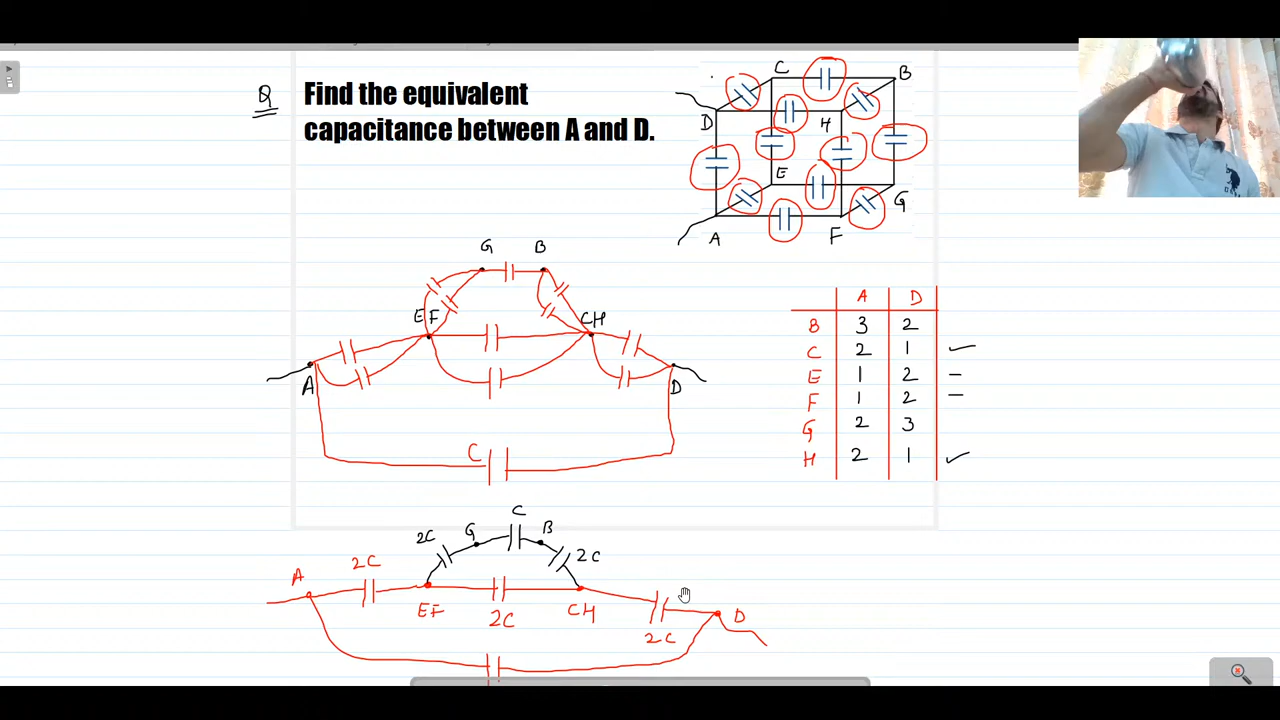 Q Find the equivalent
capacitance between A and D.
C B
D H
E G
A F
G B
EF CH
A D
C
A D
B 3 2
C 2 1 ✓
E 1 2 –
F 1 2 –
G 2 3
H 2 1 ✓
C
2C G B 2C
A 2C
EF 2C CH 2C D